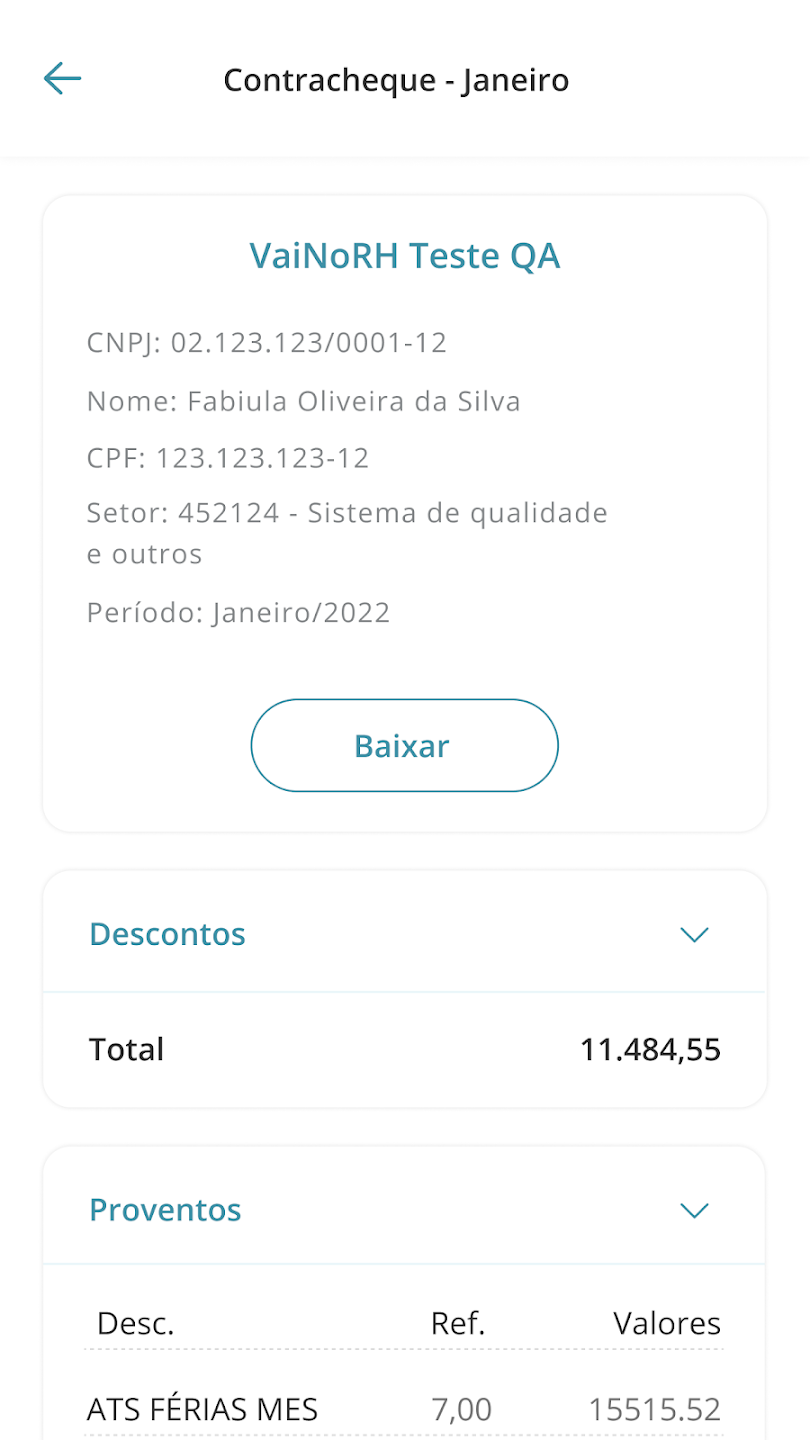 Contracheque - Janeiro
VaiNoRH Teste QA
CNPJ: 02.123.123/0001-12
Nome: Fabiula Oliveira da Silva
CPF: 123.123.123-12
Setor: 452124 - Sistema de qualidade
e outros
Período: Janeiro/2022
Baixar
Descontos
Total 11.484,55
Proventos
Desc. Ref. Valores
ATS FÉRIAS MES 7,00 15515.52